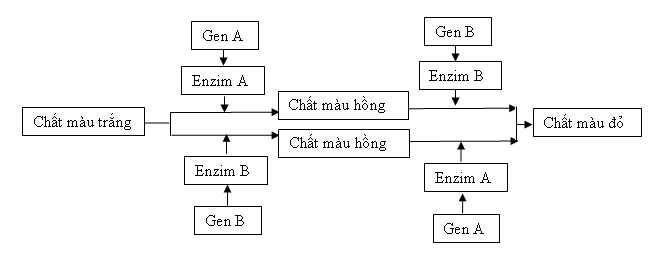 Gen A
Gen B
Enzim A
Enzim B
Chất màu trắng
Chất màu hồng
Chất màu đỏ
Chất màu hồng
Enzim B
Enzim A
Gen B
Gen A